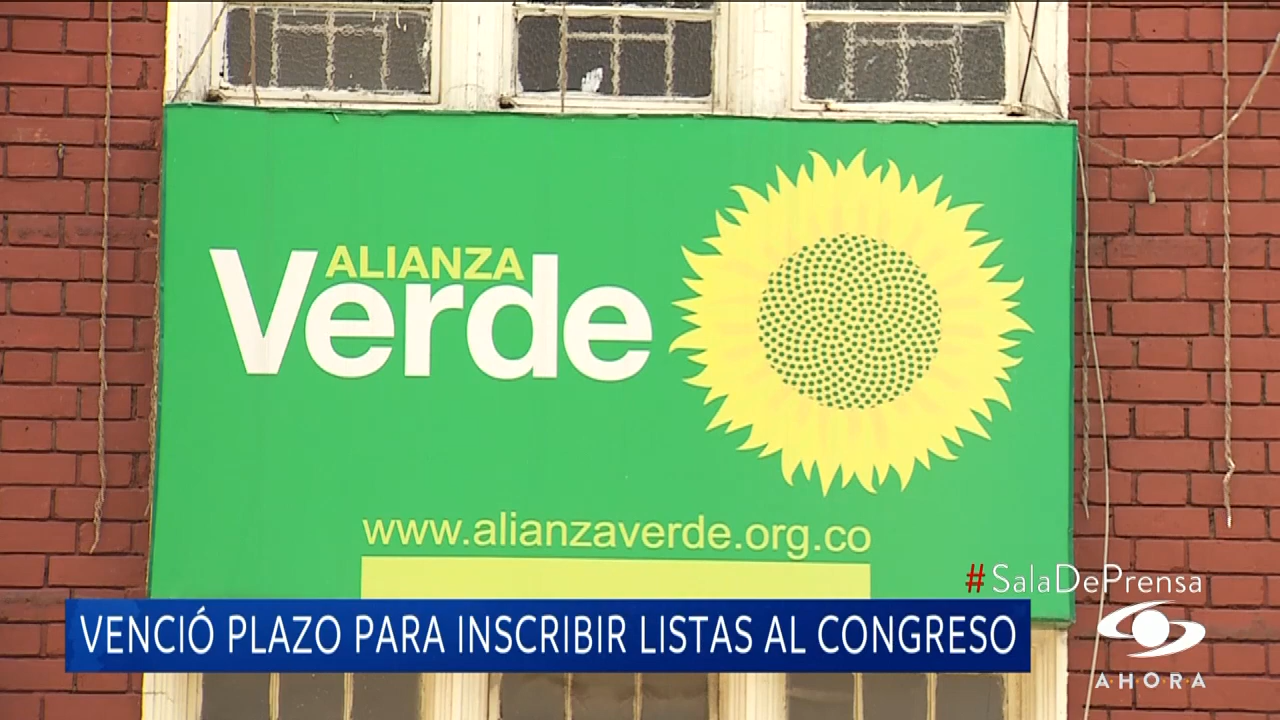 ALIANZA
Verde
www.alianzaverde.org.co
#SalaDePrensa
VENCIÓ PLAZO PARA INSCRIBIR LISTAS AL CONGRESO
AHORA